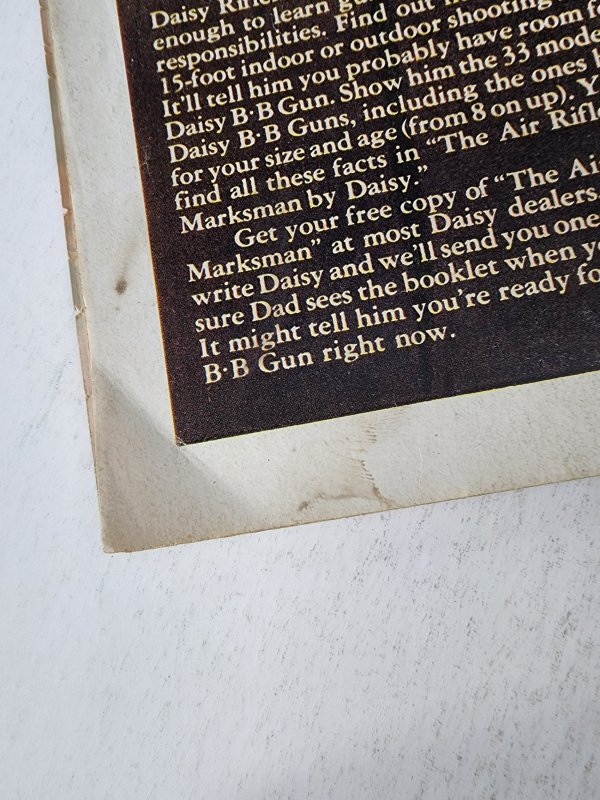 Daisy Rifle
enough to learn gu
responsibilities. Find out
15-foot indoor or outdoor shooting
It'll tell him you probably have room f
Daisy B·B Gun. Show him the 33 mode
Daisy B·B Guns, including the ones
for your size and age (from 8 on up). Y
find all these facts in "The Air Rifle
Marksman by Daisy."
Get your free copy of "The Ai
Marksman" at most Daisy dealers.
write Daisy and we'll send you one
sure Dad sees the booklet when yo
It might tell him you're ready fo
B·B Gun right now.